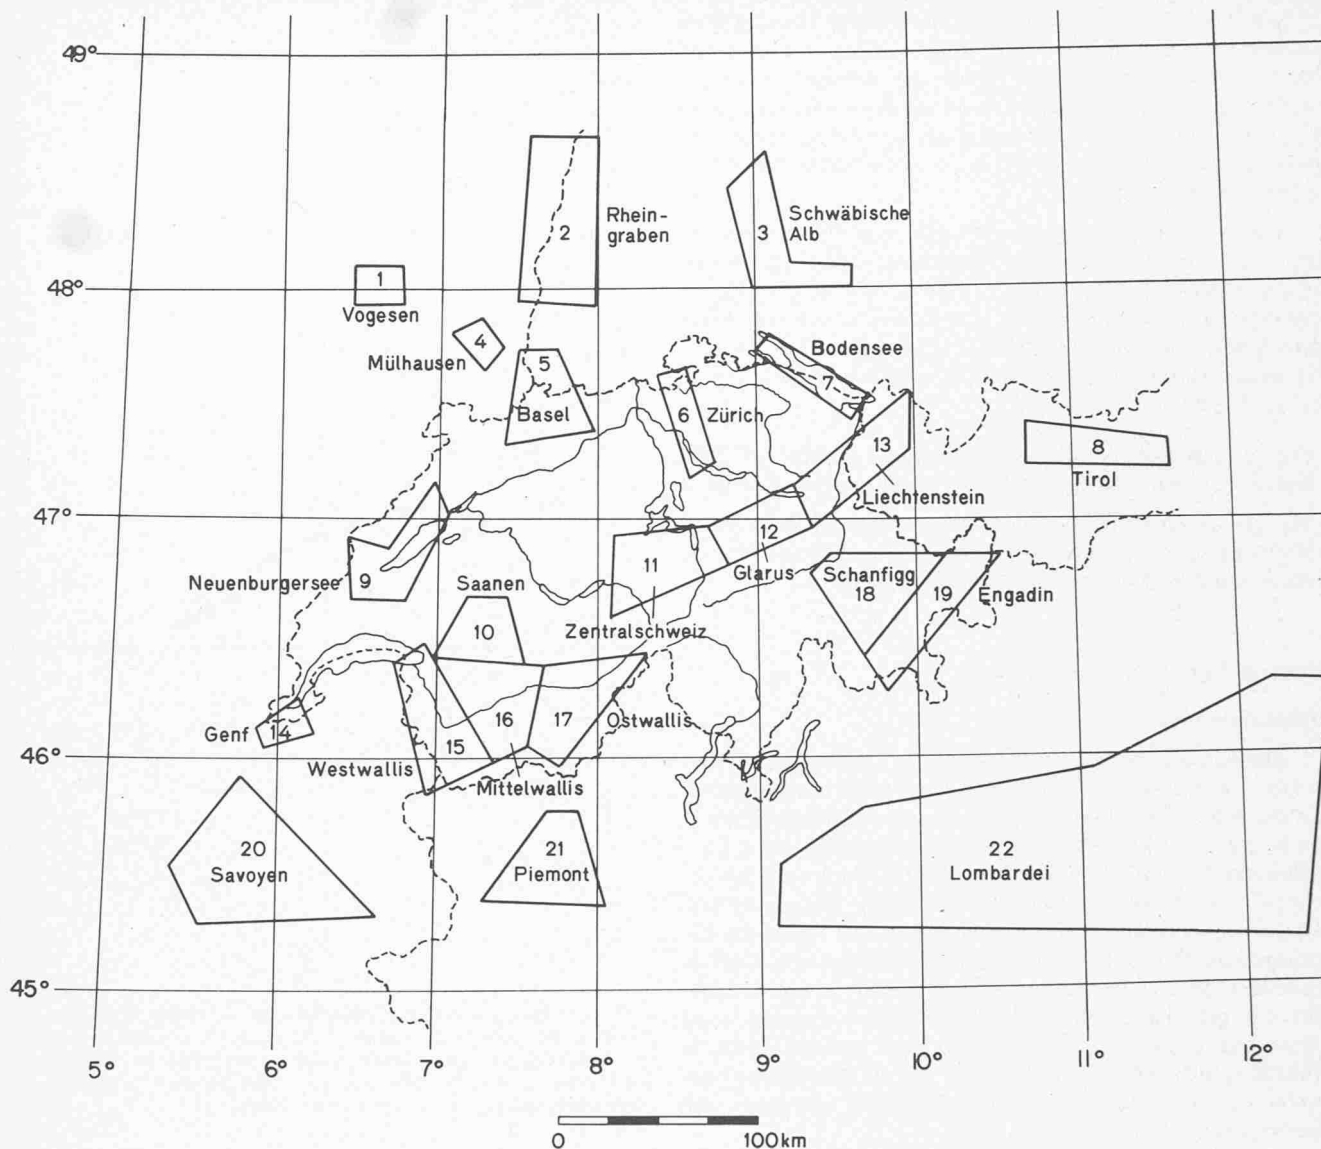 49°
2
Rhein-
graben
3
Schwäbische
Alb
1
Vogesen
48°
4
Mülhausen
5
Basel
6
Zürich
Bodensee
7
8
Tirol
13
Liechtenstein
47°
9
Neuenburgersee
Saanen
10
11
Zentralschweiz
12
Glarus
Schanfigg
18
19
Engadin
Genf
14
15
Westwallis
16
Mittelwallis
17
Ostwallis
46°
20
Savoyen
21
Piemont
22
Lombardei
45°
5°
6°
7°
8°
9°
10°
11°
12°
0
100km